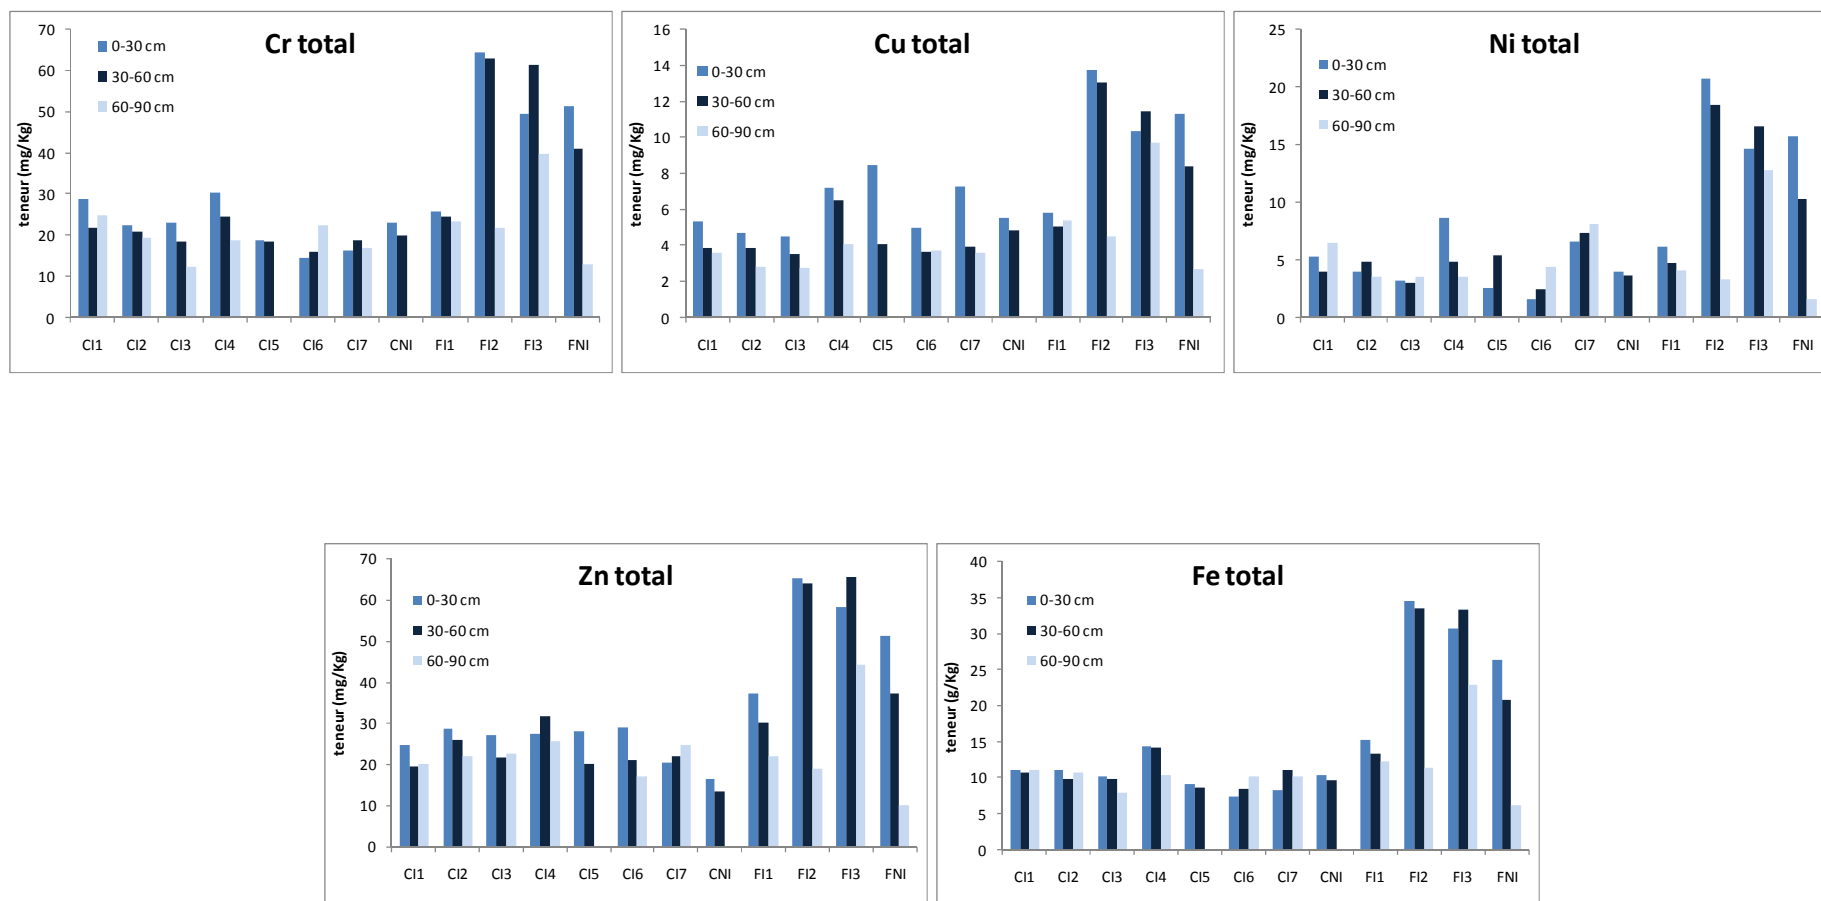 Cr total
teneur (mg/Kg)
70
60
50
40
30
20
10
0
0-30 cm
30-60 cm
60-90 cm
CI1 CI2 CI3 CI4 CI5 CI6 CI7 CNI FI1 FI2 FI3 FNI
Cu total
teneur (mg/Kg)
16
14
12
10
8
6
4
2
0
0-30 cm
30-60 cm
60-90 cm
CI1 CI2 CI3 CI4 CI5 CI6 CI7 CNI FI1 FI2 FI3 FNI
Ni total
teneur (mg/Kg)
25
20
15
10
5
0
0-30 cm
30-60 cm
60-90 cm
CI1 CI2 CI3 CI4 CI5 CI6 CI7 CNI FI1 FI2 FI3 FNI
Zn total
teneur (mg/Kg)
70
60
50
40
30
20
10
0
0-30 cm
30-60 cm
60-90 cm
CI1 CI2 CI3 CI4 CI5 CI6 CI7 CNI FI1 FI2 FI3 FNI
Fe total
teneur (g/Kg)
40
35
30
25
20
15
10
5
0
0-30 cm
30-60 cm
60-90 cm
CI1 CI2 CI3 CI4 CI5 CI6 CI7 CNI FI1 FI2 FI3 FNI